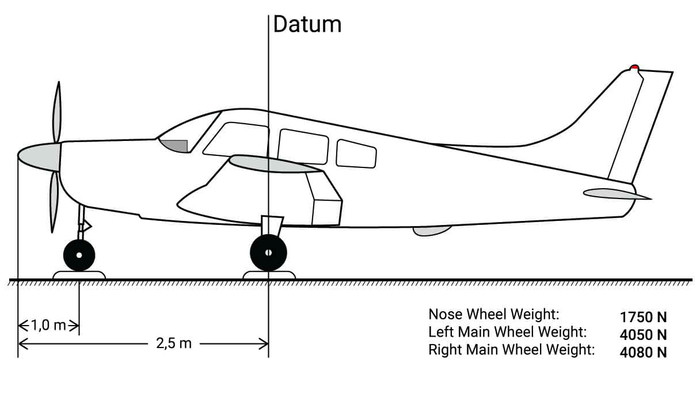 Datum
1,0 m
2,5 m
Nose Wheel Weight: 1750 N
Left Main Wheel Weight: 4050 N
Right Main Wheel Weight: 4080 N